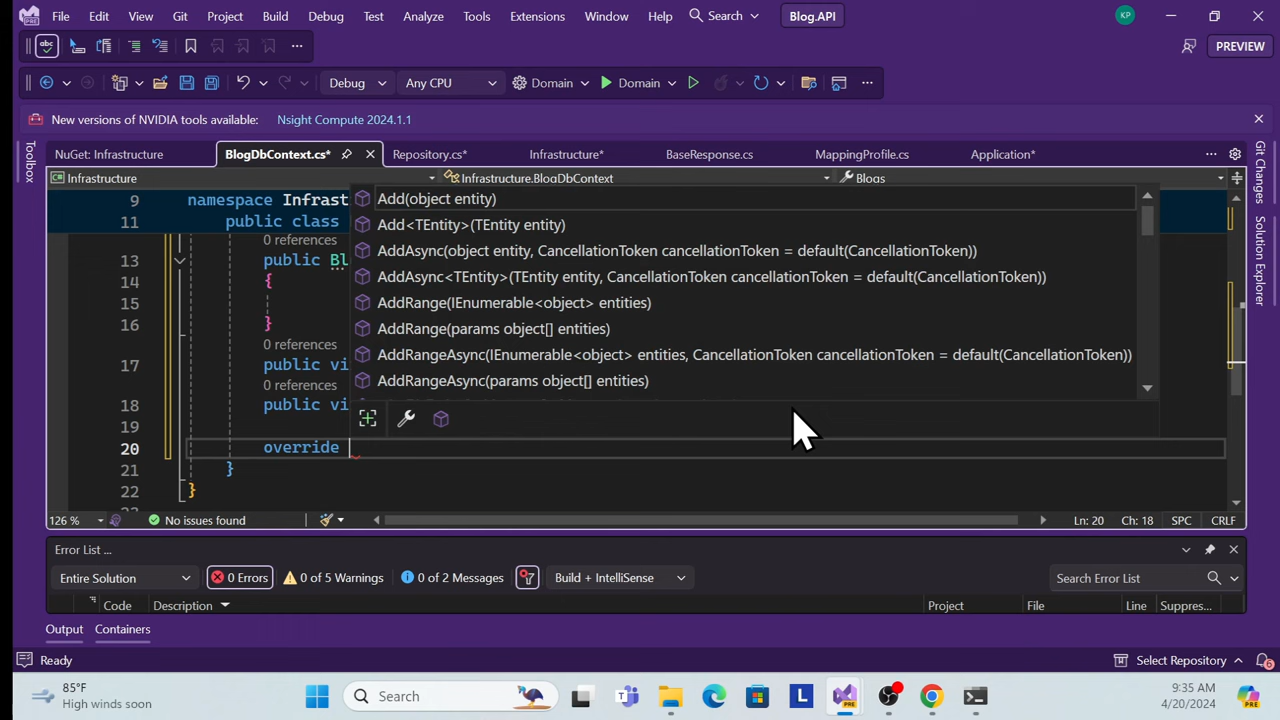 File Edit View Git Project Build Debug Test Analyze Tools Extensions Window Help Search Blog.API KP
abc
PREVIEW
Debug Any CPU Domain Domain
New versions of NVIDIA tools available: Nsight Compute 2024.1.1
Toolbox
NuGet: Infrastructure BlogDbContext.cs* Repository.cs* Infrastructure* BaseResponse.cs MappingProfile.cs Application*
Git Changes
Solution Explorer
Infrastructure Infrastructure.BlogDbContext Blogs
9 namespace Infrast
11 public class
0 references
13 public Bl
14 {
15
16 }
0 references
17 public vi
0 references
18 public vi
19
20 override
21 }
22 }
Add(object entity)
Add<TEntity>(TEntity entity)
AddAsync(object entity, CancellationToken cancellationToken = default(CancellationToken))
AddAsync<TEntity>(TEntity entity, CancellationToken cancellationToken = default(CancellationToken))
AddRange(IEnumerable<object> entities)
AddRange(params object[] entities)
AddRangeAsync(IEnumerable<object> entities, CancellationToken cancellationToken = default(CancellationToken))
AddRangeAsync(params object[] entities)
126 % No issues found Ln: 20 Ch: 18 SPC CRLF
Error List ...
Entire Solution 0 Errors 0 of 5 Warnings 0 of 2 Messages Build + IntelliSense Search Error List
Code Description Project File Line Suppres...
Output Containers
Ready Select Repository 6
85°F
High winds soon
Search
L
PRE
9:35 AM
4/20/2024
PRE